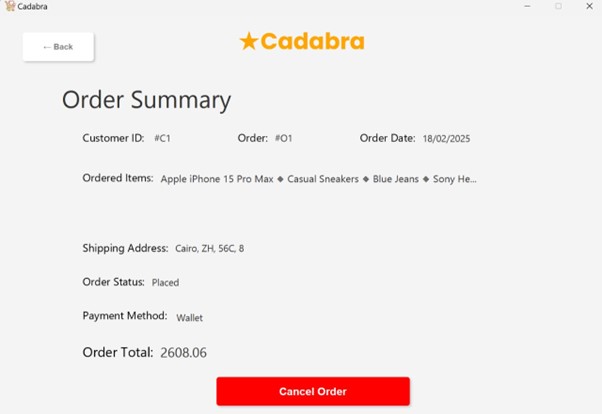 Cadabra
← Back
★Cadabra
Order Summary
Customer ID: #C1 Order: #O1 Order Date: 18/02/2025
Ordered Items: Apple iPhone 15 Pro Max ◆ Casual Sneakers ◆ Blue Jeans ◆ Sony He...
Shipping Address: Cairo, ZH, 56C, 8
Order Status: Placed
Payment Method: Wallet
Order Total: 2608.06
Cancel Order